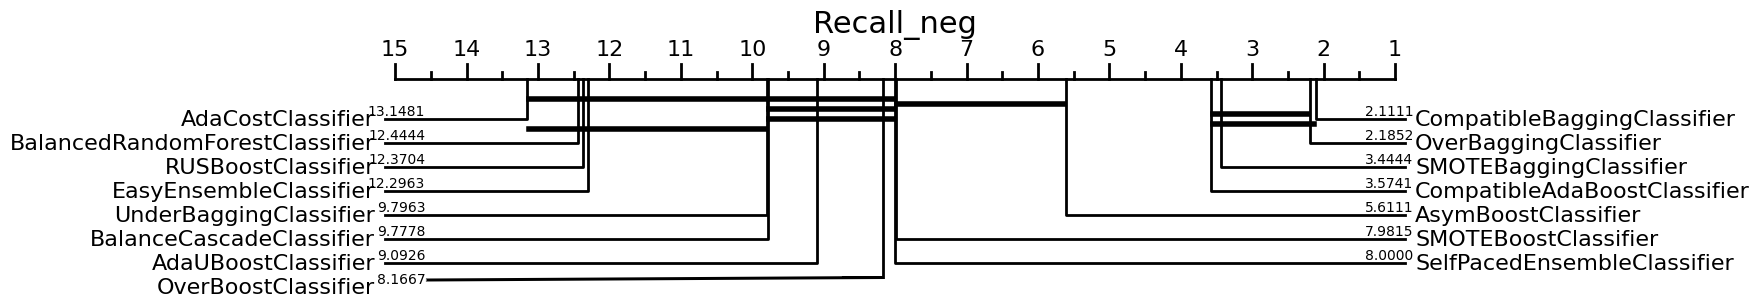 Recall_neg
15 14 13 12 11 10 9 8 7 6 5 4 3 2 1
AdaCostClassifier 13.1481
BalancedRandomForestClassifier 12.4444
RUSBoostClassifier 12.3704
EasyEnsembleClassifier 12.2963
UnderBaggingClassifier 9.7963
BalanceCascadeClassifier 9.7778
AdaUBoostClassifier 9.0926
OverBoostClassifier 8.1667
2.1111 CompatibleBaggingClassifier
2.1852 OverBaggingClassifier
3.4444 SMOTEBaggingClassifier
3.5741 CompatibleAdaBoostClassifier
5.6111 AsymBoostClassifier
7.9815 SMOTEBoostClassifier
8.0000 SelfPacedEnsembleClassifier